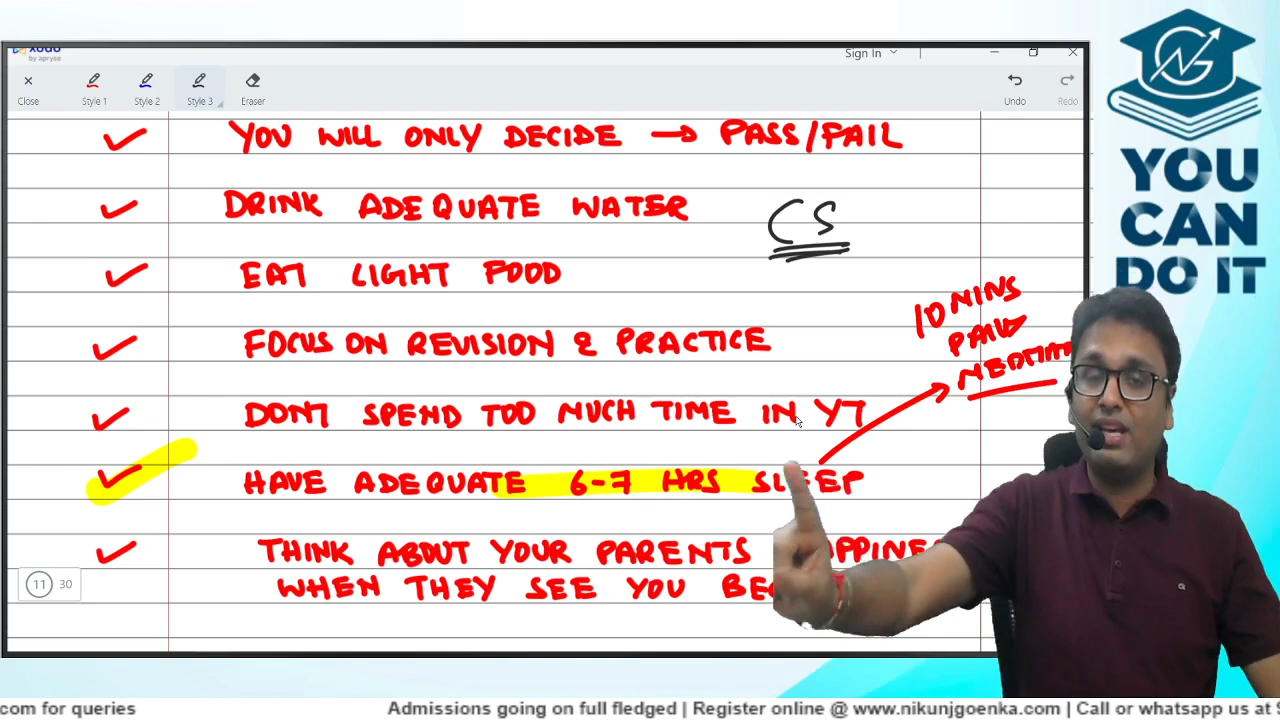 xodo
by apryse
Sign In
Close
Style 1
Style 2
Style 3
Eraser
Undo
Redo
YOU WILL ONLY DECIDE → PASS/FAIL
DRINK ADEQUATE WATER
CS
EAT LIGHT FOOD
FOCUS ON REVISION & PRACTICE
DONT SPEND TOO MUCH TIME IN YT
HAVE ADEQUATE 6-7 HRS SLEEP
10 MINS
THINK ABOUT YOUR PARENTS
WHEN THEY SEE YOU
11 30
YOU
CAN
DO IT
.com for queries
Admissions going on full fledged | Register online @ www.nikunjgoenka.com | Call or whatsapp us at